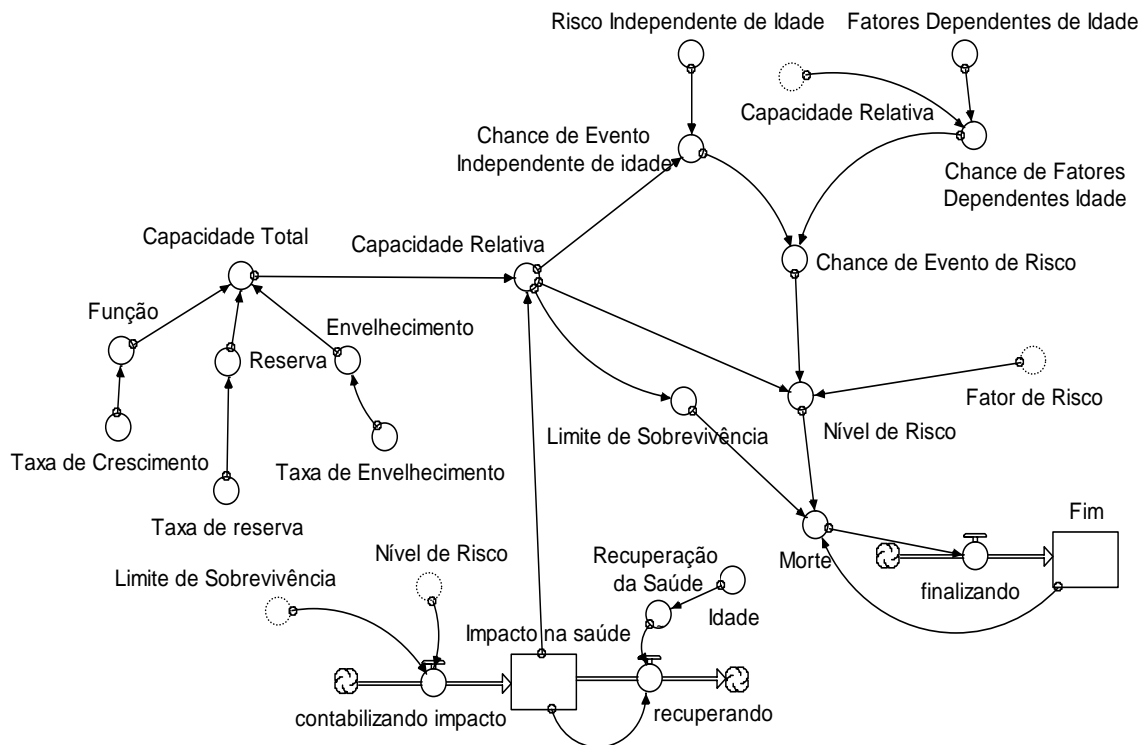 Risco Independente de Idade
Fatores Dependentes de Idade
Capacidade Relativa
Chance de Evento
Independente de idade
Chance de Fatores
Dependentes Idade
Capacidade Total
Capacidade Relativa
Chance de Evento de Risco
Função
Envelhecimento
Reserva
Fator de Risco
Taxa de Crescimento
Limite de Sobrevivência
Nível de Risco
Taxa de Envelhecimento
Taxa de reserva
Fim
Nível de Risco
Recuperação
da Saúde
Morte
Limite de Sobrevivência
finalizando
Idade
Impacto na saúde
contabilizando impacto
recuperando